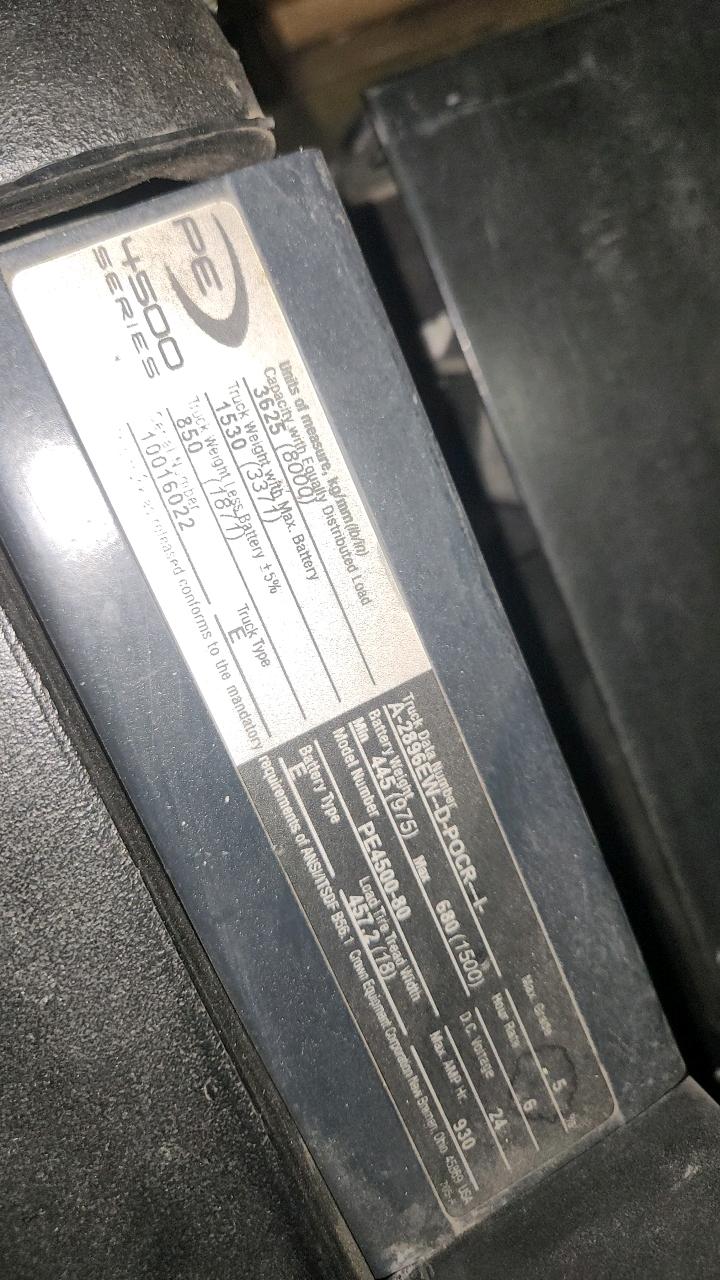 PE
4500
SERIES
Units of measure, kg/mm(lb/in)
Capacity with Equally Distributed Load
3625 (8000)
Truck Weight with Max. Battery
1530 (3371)
Truck Weight Less Battery ±5%
850 (1871)
Serial Number
10016022
Truck Type
E
as released conforms to the mandatory requirements of ANSI/ITSDF B56.1 Crown Equipment Corporation New Bremen, Ohio 45869 USA
Truck Data Number
A-2896EW-D-POCR--L
Battery Weight
Min. 445 (975) Max. 680 (1500)
Model Number PE4500-80
Battery Type
E
Load Tire Tread Width
457.2 (18)
Max. Grade 5 %
Hour Rate 6
D.C. Voltage 24
Max. AMP Hr. 930